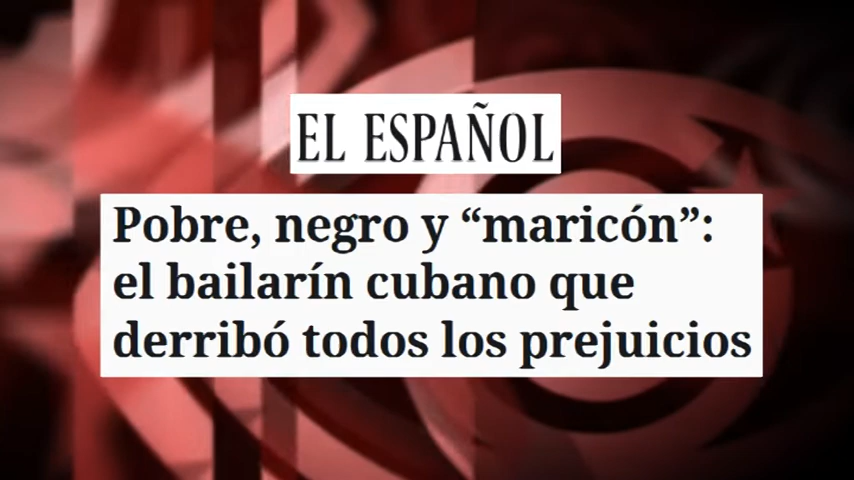 EL ESPAÑOL
Pobre, negro y “maricón”:
el bailarín cubano que
derribó todos los prejuicios